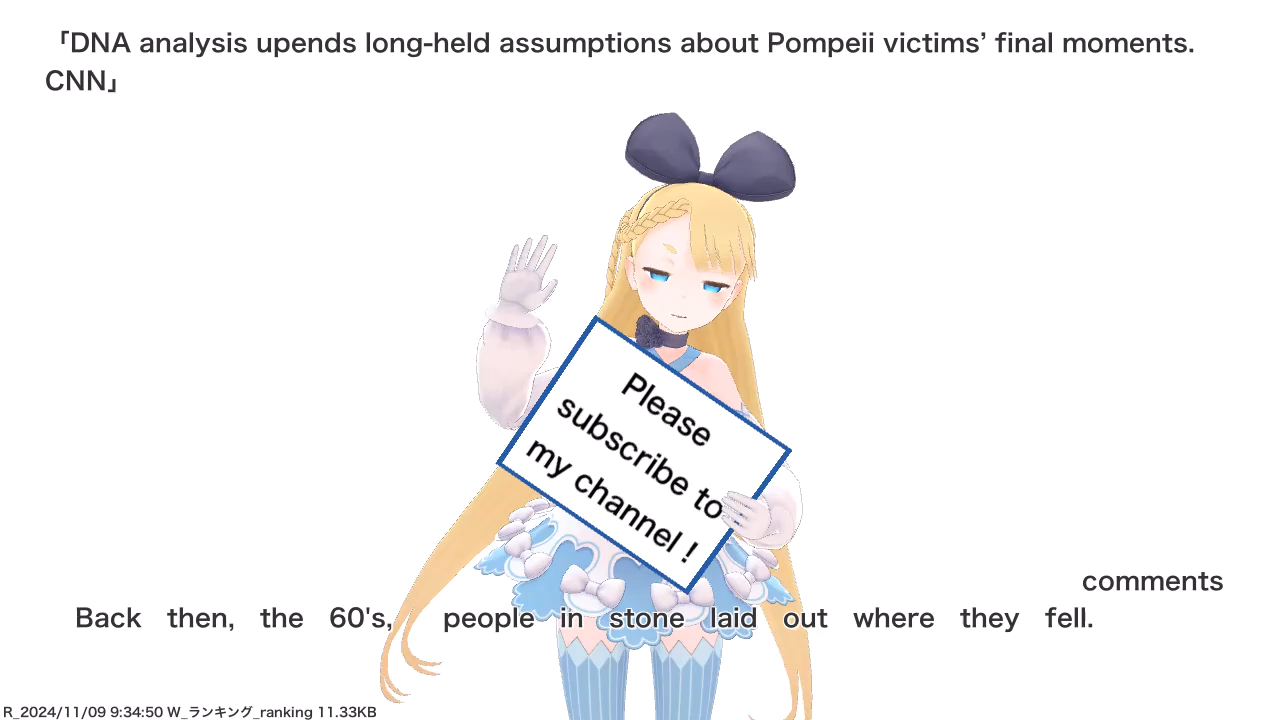 「DNA analysis upends long-held assumptions about Pompeii victims’ final moments.
CNN」
Please
subscribe to
my channel !
comments
Back then, the 60's, people in stone laid out where they fell.
R_2024/11/09 9:34:50 W_ランキング_ranking 11.33KB